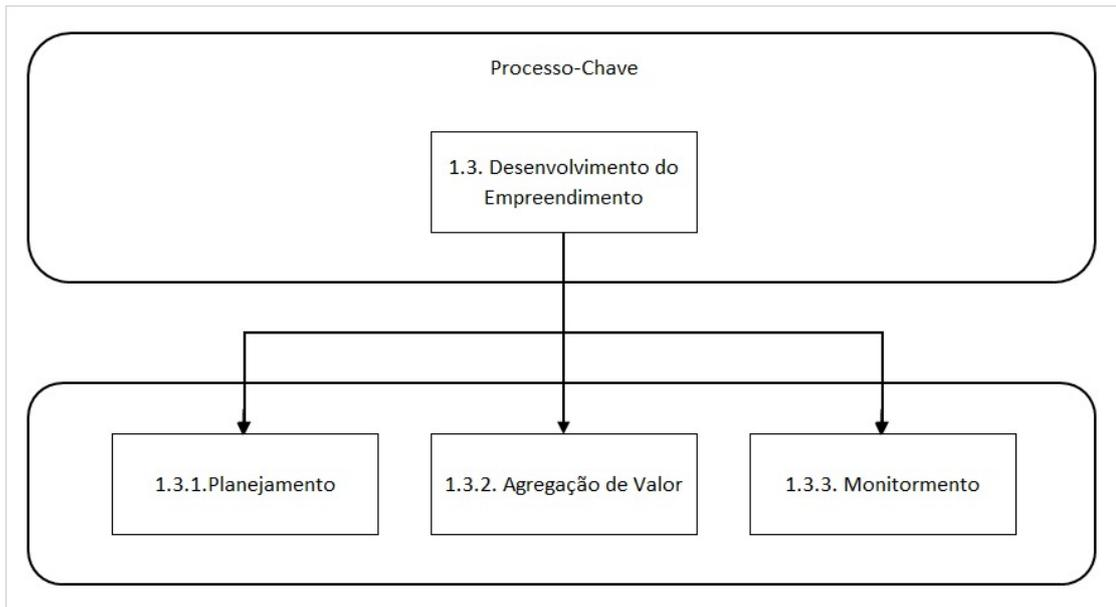 Processo-Chave
1.3. Desenvolvimento do
Empreendimento
1.3.1.Planejamento
1.3.2. Agregação de Valor
1.3.3. Monitormento